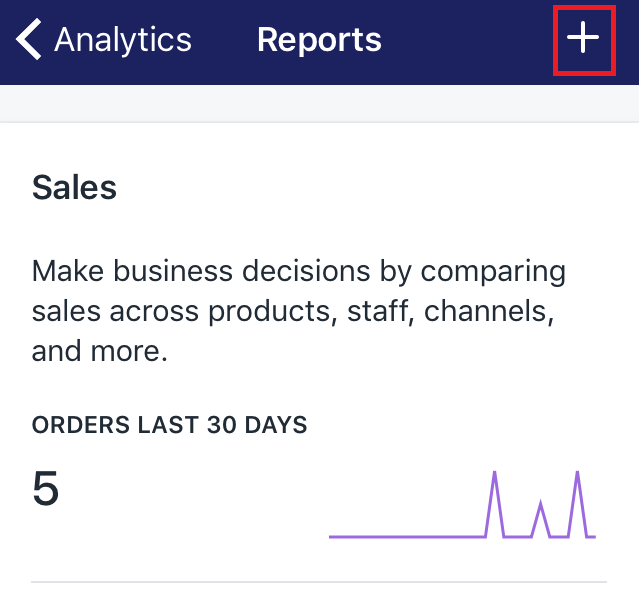 Analytics Reports
Sales
Make business decisions by comparing
sales across products, staff, channels,
and more.
ORDERS LAST 30 DAYS
5